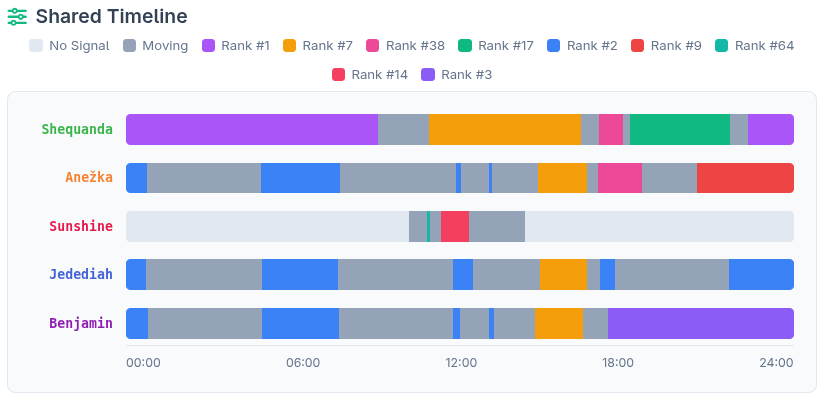 Shared Timeline
No Signal Moving Rank #1 Rank #7 Rank #38 Rank #17 Rank #2 Rank #9 Rank #64
Rank #14 Rank #3
Shequanda
Anežka
Sunshine
Jedediah
Benjamin
00:00 06:00 12:00 18:00 24:00